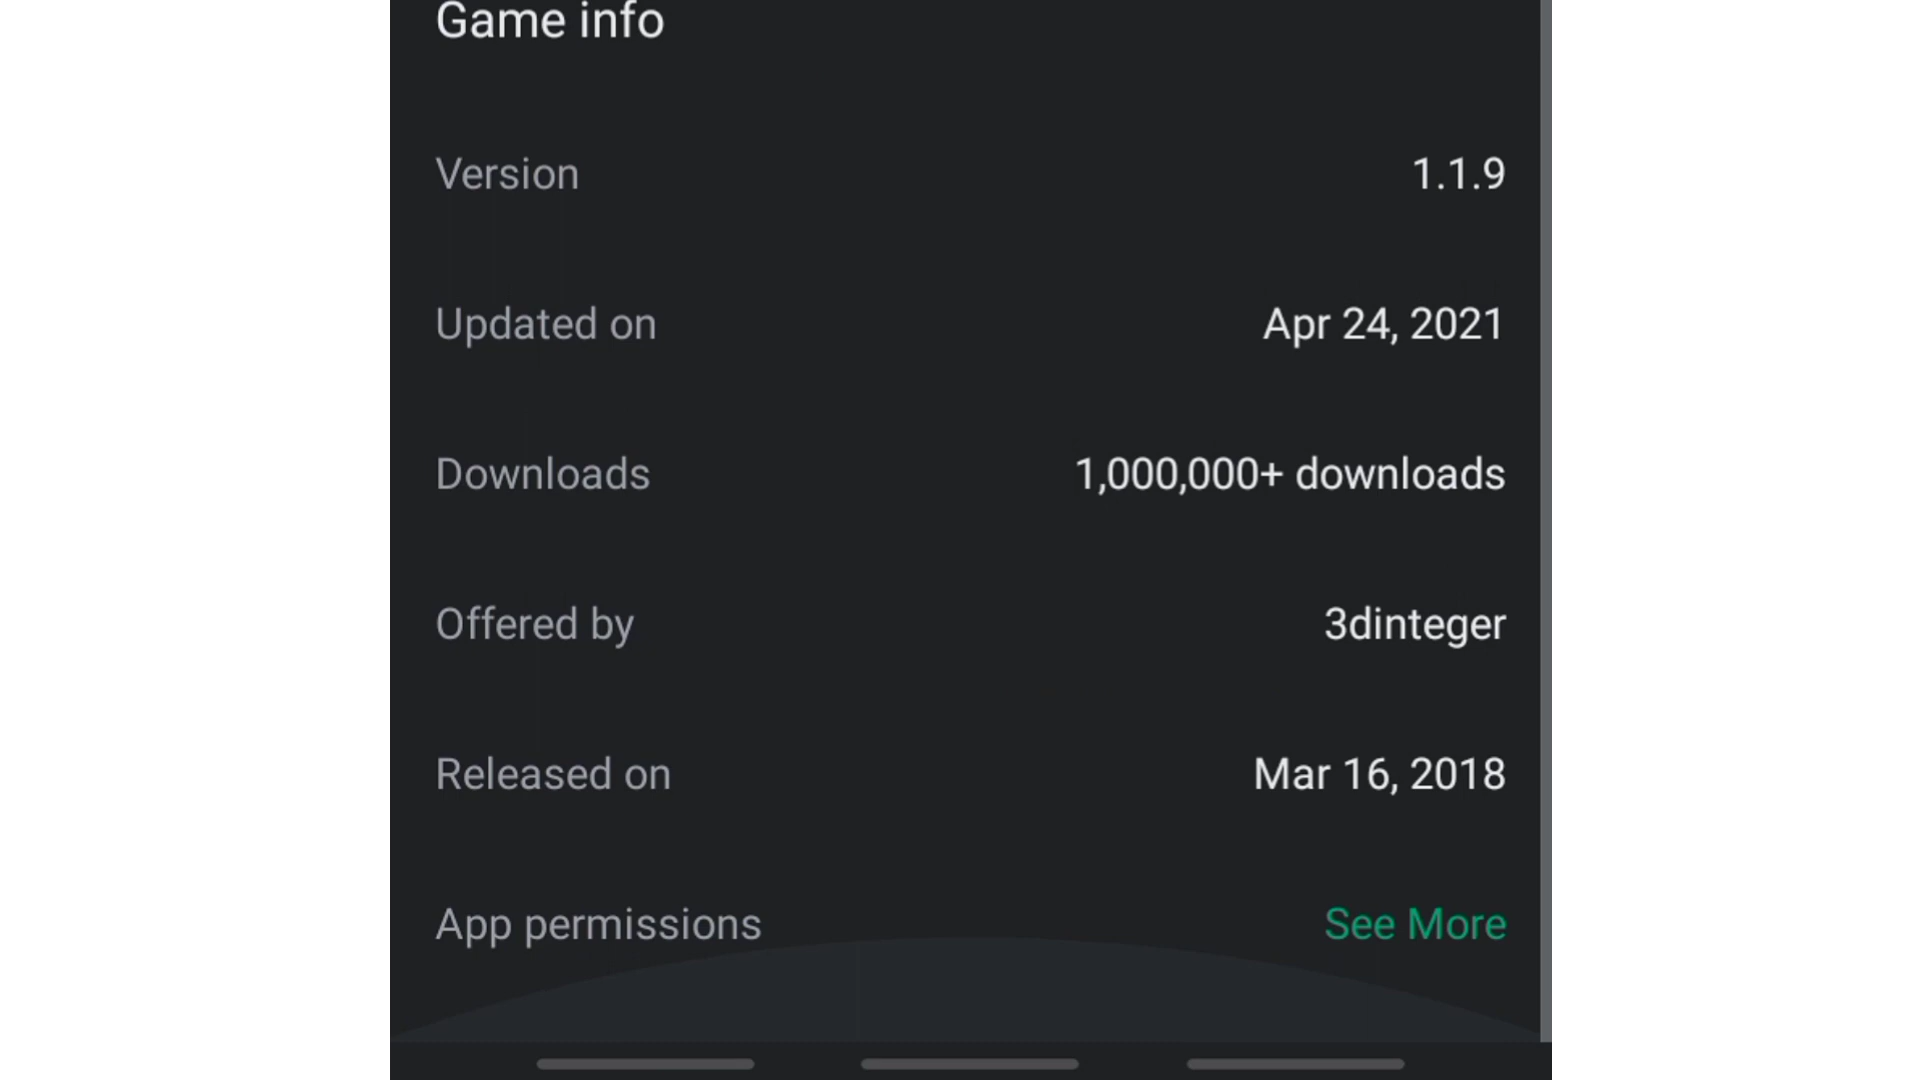 Game info
Version 1.1.9
Updated on Apr 24, 2021
Downloads 1,000,000+ downloads
Offered by 3dinteger
Released on Mar 16, 2018
App permissions See More